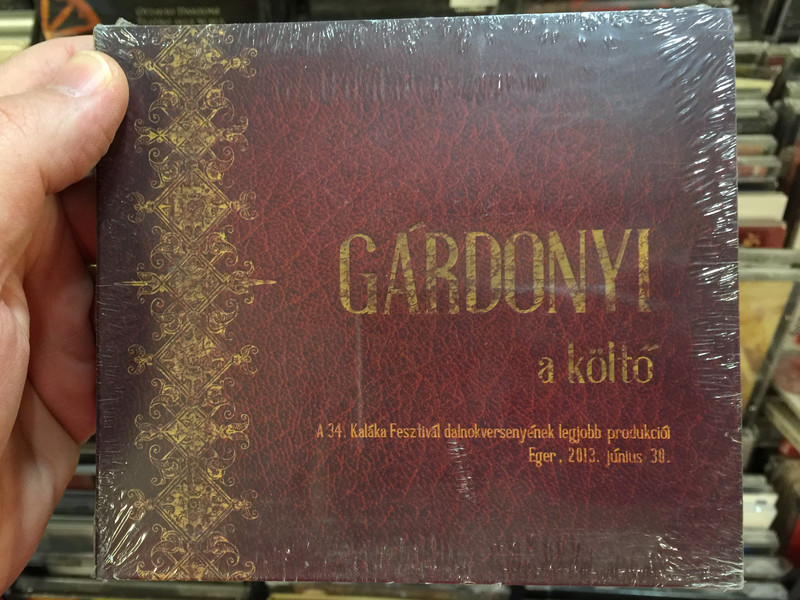 GÁRDONYI
a költő
A 34. Kaláka Fesztivál dalnokversenyének legjobb produkciói
Eger, 2013. június 30.